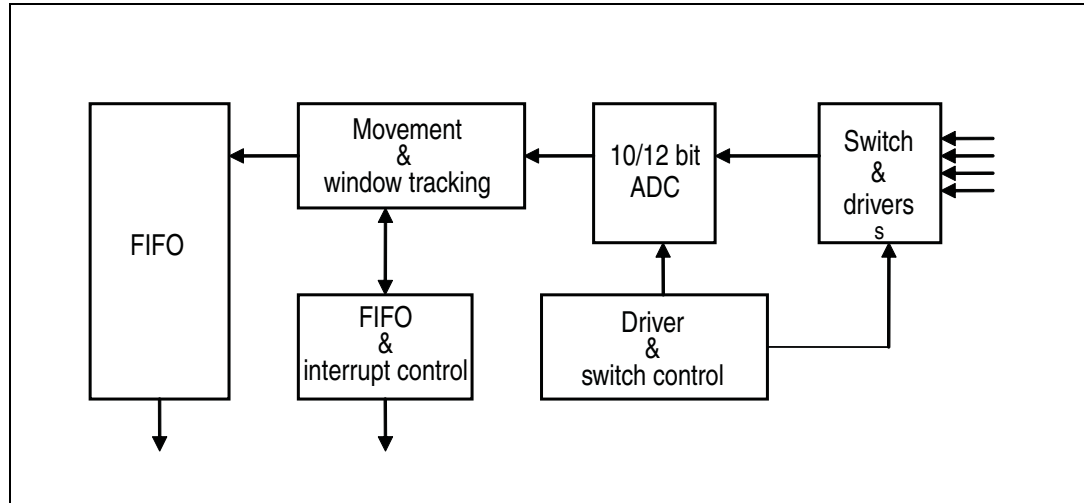 FIFO
Movement
&
window tracking
10/12 bit
ADC
Switch
&
drivers
s
FIFO
&
interrupt control
Driver
&
switch control